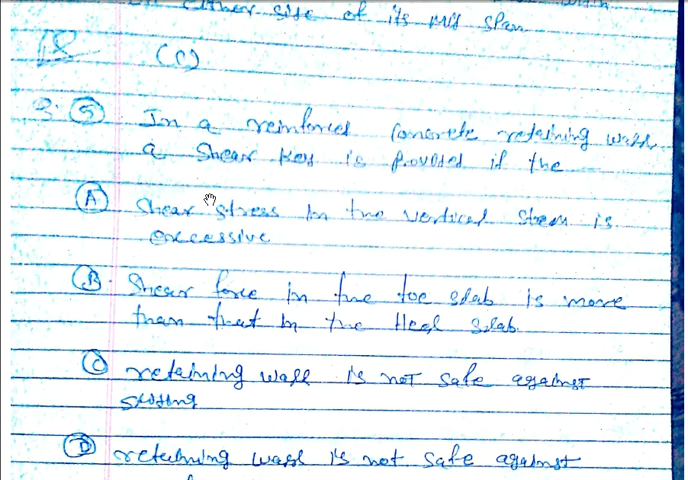 either side of its mid span
(C)
Q. 5 In a reinforced concrete retaining wall
a shear key is provided if the
(A) Shear stress in the vertical stem is
excessive
(B) Shear force in the toe slab is more
than that in the Heel slab
(C) retaining wall is not safe against
sliding
(D) retaining wall is not safe against